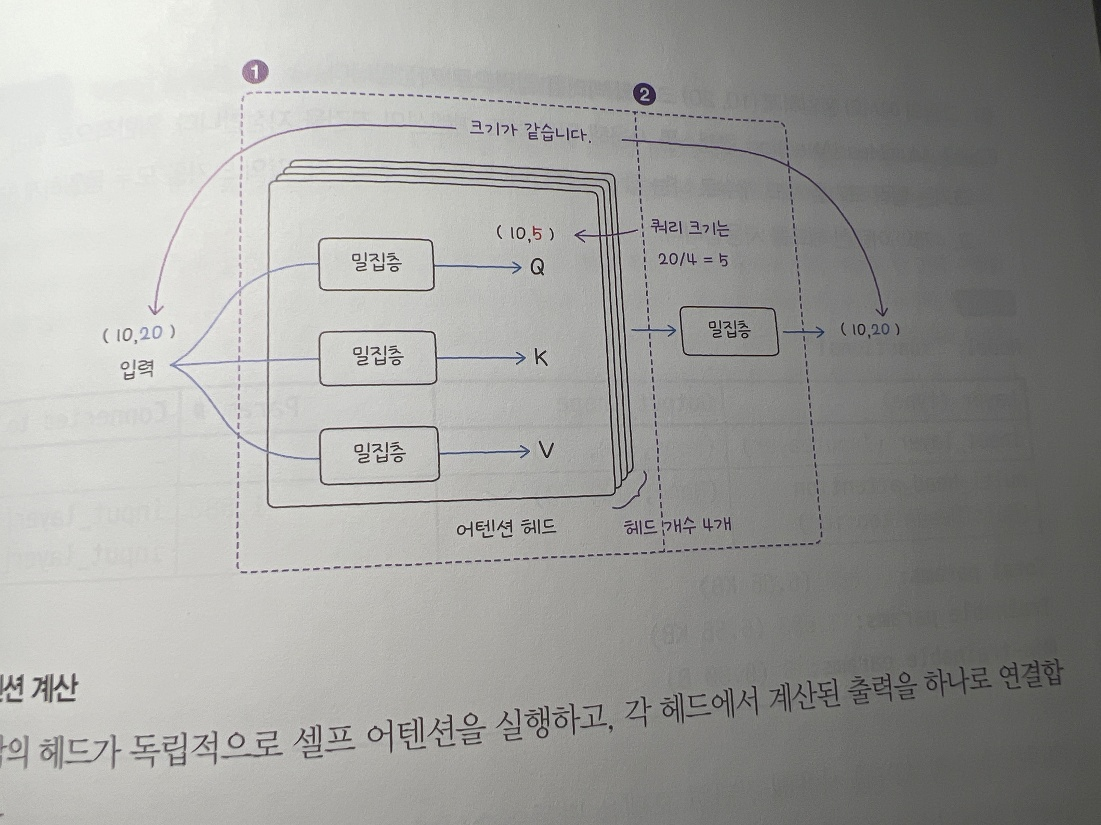 1
2
크기가 같습니다.
(10,5)
쿼리 크기는
20/4 = 5
밀집층
Q
(10,20)
입력
밀집층
K
밀집층
(10,20)
밀집층
V
어텐션 헤드
헤드 개수 4개
션 계산
헤드가 독립적으로 셀프 어텐션을 실행하고, 각 헤드에서 계산된 출력을 하나로 연결합